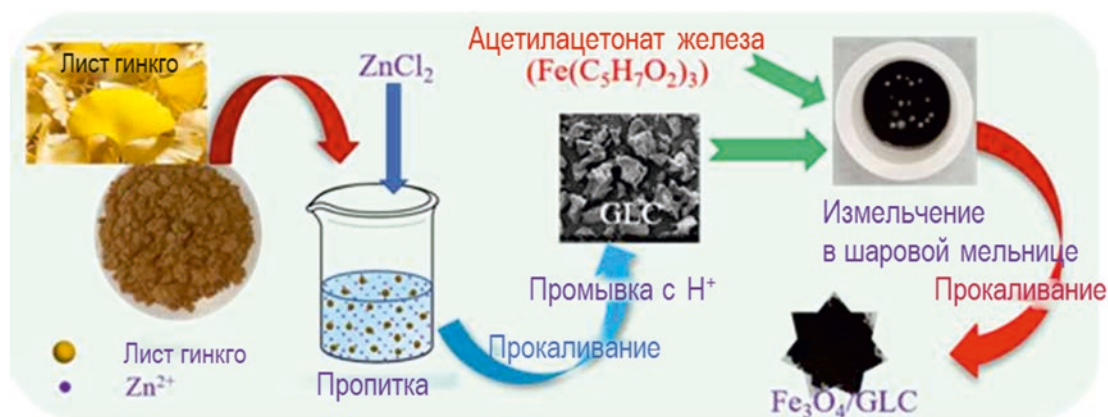 Лист гинкго
ZnCl₂
Ацетилацетонат железа
(Fe(C₅H₇O₂)₃)
GLC
Измельчение
в шаровой мельнице
Промывка с H⁺
Прокаливание
Прокаливание
Лист гинкго
Zn²⁺
Пропитка
Fe₃O₄/GLC